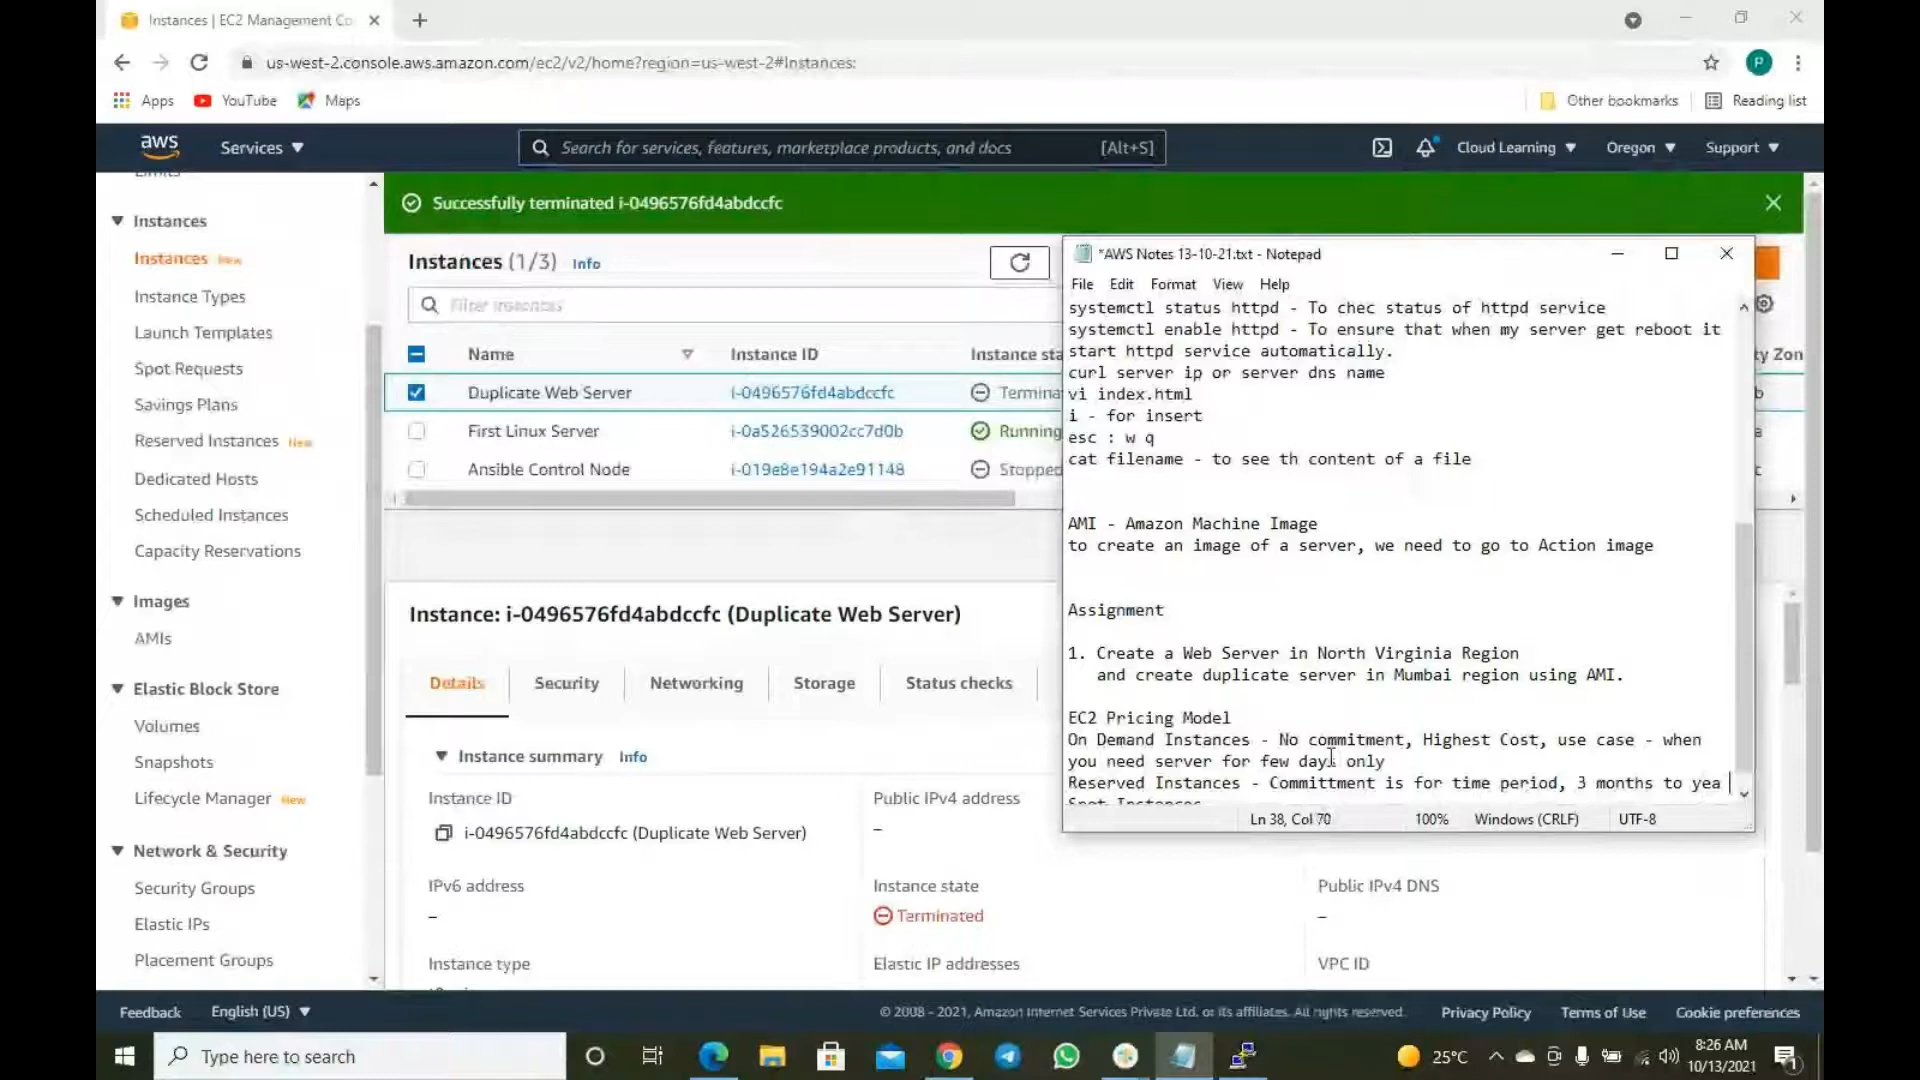 Instances | EC2 Management Co
us-west-2.console.aws.amazon.com/ec2/v2/home?region=us-west-2#Instances:
P
Apps YouTube Maps Other bookmarks Reading list
aws Services Search for services, features, marketplace products, and docs [Alt+S] Cloud Learning Oregon Support
Limits
Instances
Instances New
Instance Types
Launch Templates
Spot Requests
Savings Plans
Reserved Instances New
Dedicated Hosts
Scheduled Instances
Capacity Reservations
Images
AMIs
Elastic Block Store
Volumes
Snapshots
Lifecycle Manager New
Network & Security
Security Groups
Elastic IPs
Placement Groups
Successfully terminated i-0496576fd4abdccfc
Instances (1/3) Info
Filter instances
Name Instance ID Instance sta
Duplicate Web Server i-0496576fd4abdccfc Termina
First Linux Server i-0a526539002cc7d0b Running
Ansible Control Node i-019e8e194a2e91148 Stopped
ty Zon
Instance: i-0496576fd4abdccfc (Duplicate Web Server)
Details Security Networking Storage Status checks
Instance summary Info
Instance ID
i-0496576fd4abdccfc (Duplicate Web Server)
Public IPv4 address
–
IPv6 address
–
Instance state
Terminated
Public IPv4 DNS
–
Instance type
Elastic IP addresses
VPC ID
*AWS Notes 13-10-21.txt - Notepad
File Edit Format View Help
systemctl status httpd - To chec status of httpd service
systemctl enable httpd - To ensure that when my server get reboot it
start httpd service automatically.
curl server ip or server dns name
vi index.html
i - for insert
esc : w q
cat filename - to see th content of a file
AMI - Amazon Machine Image
to create an image of a server, we need to go to Action image
Assignment
1. Create a Web Server in North Virginia Region
and create duplicate server in Mumbai region using AMI.
EC2 Pricing Model
On Demand Instances - No commitment, Highest Cost, use case - when
you need server for few days only
Reserved Instances - Committment is for time period, 3 months to yea
Spot Instances
Ln 38, Col 70 100% Windows (CRLF) UTF-8
Feedback English (US) © 2008 - 2021, Amazon Internet Services Private Ltd. or its affiliates. All rights reserved. Privacy Policy Terms of Use Cookie preferences
Type here to search
25°C
8:26 AM
10/13/2021
1